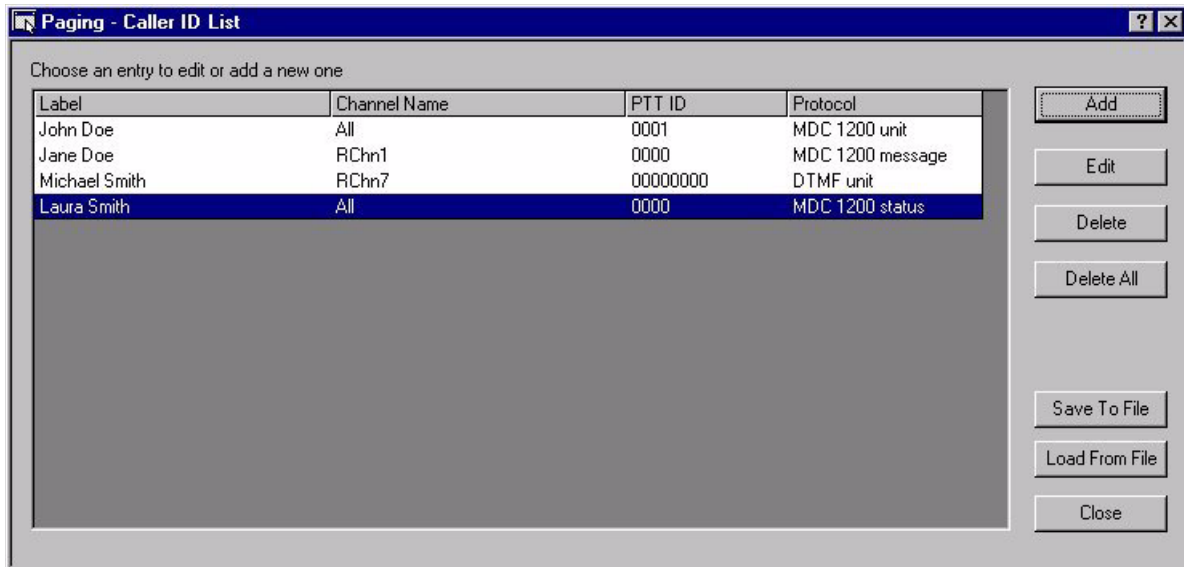 Paging - Caller ID List
Choose an entry to edit or add a new one
Label Channel Name PTT ID Protocol
John Doe All 0001 MDC 1200 unit
Jane Doe RChn1 0000 MDC 1200 message
Michael Smith RChn7 00000000 DTMF unit
Laura Smith All 0000 MDC 1200 status
Add
Edit
Delete
Delete All
Save To File
Load From File
Close